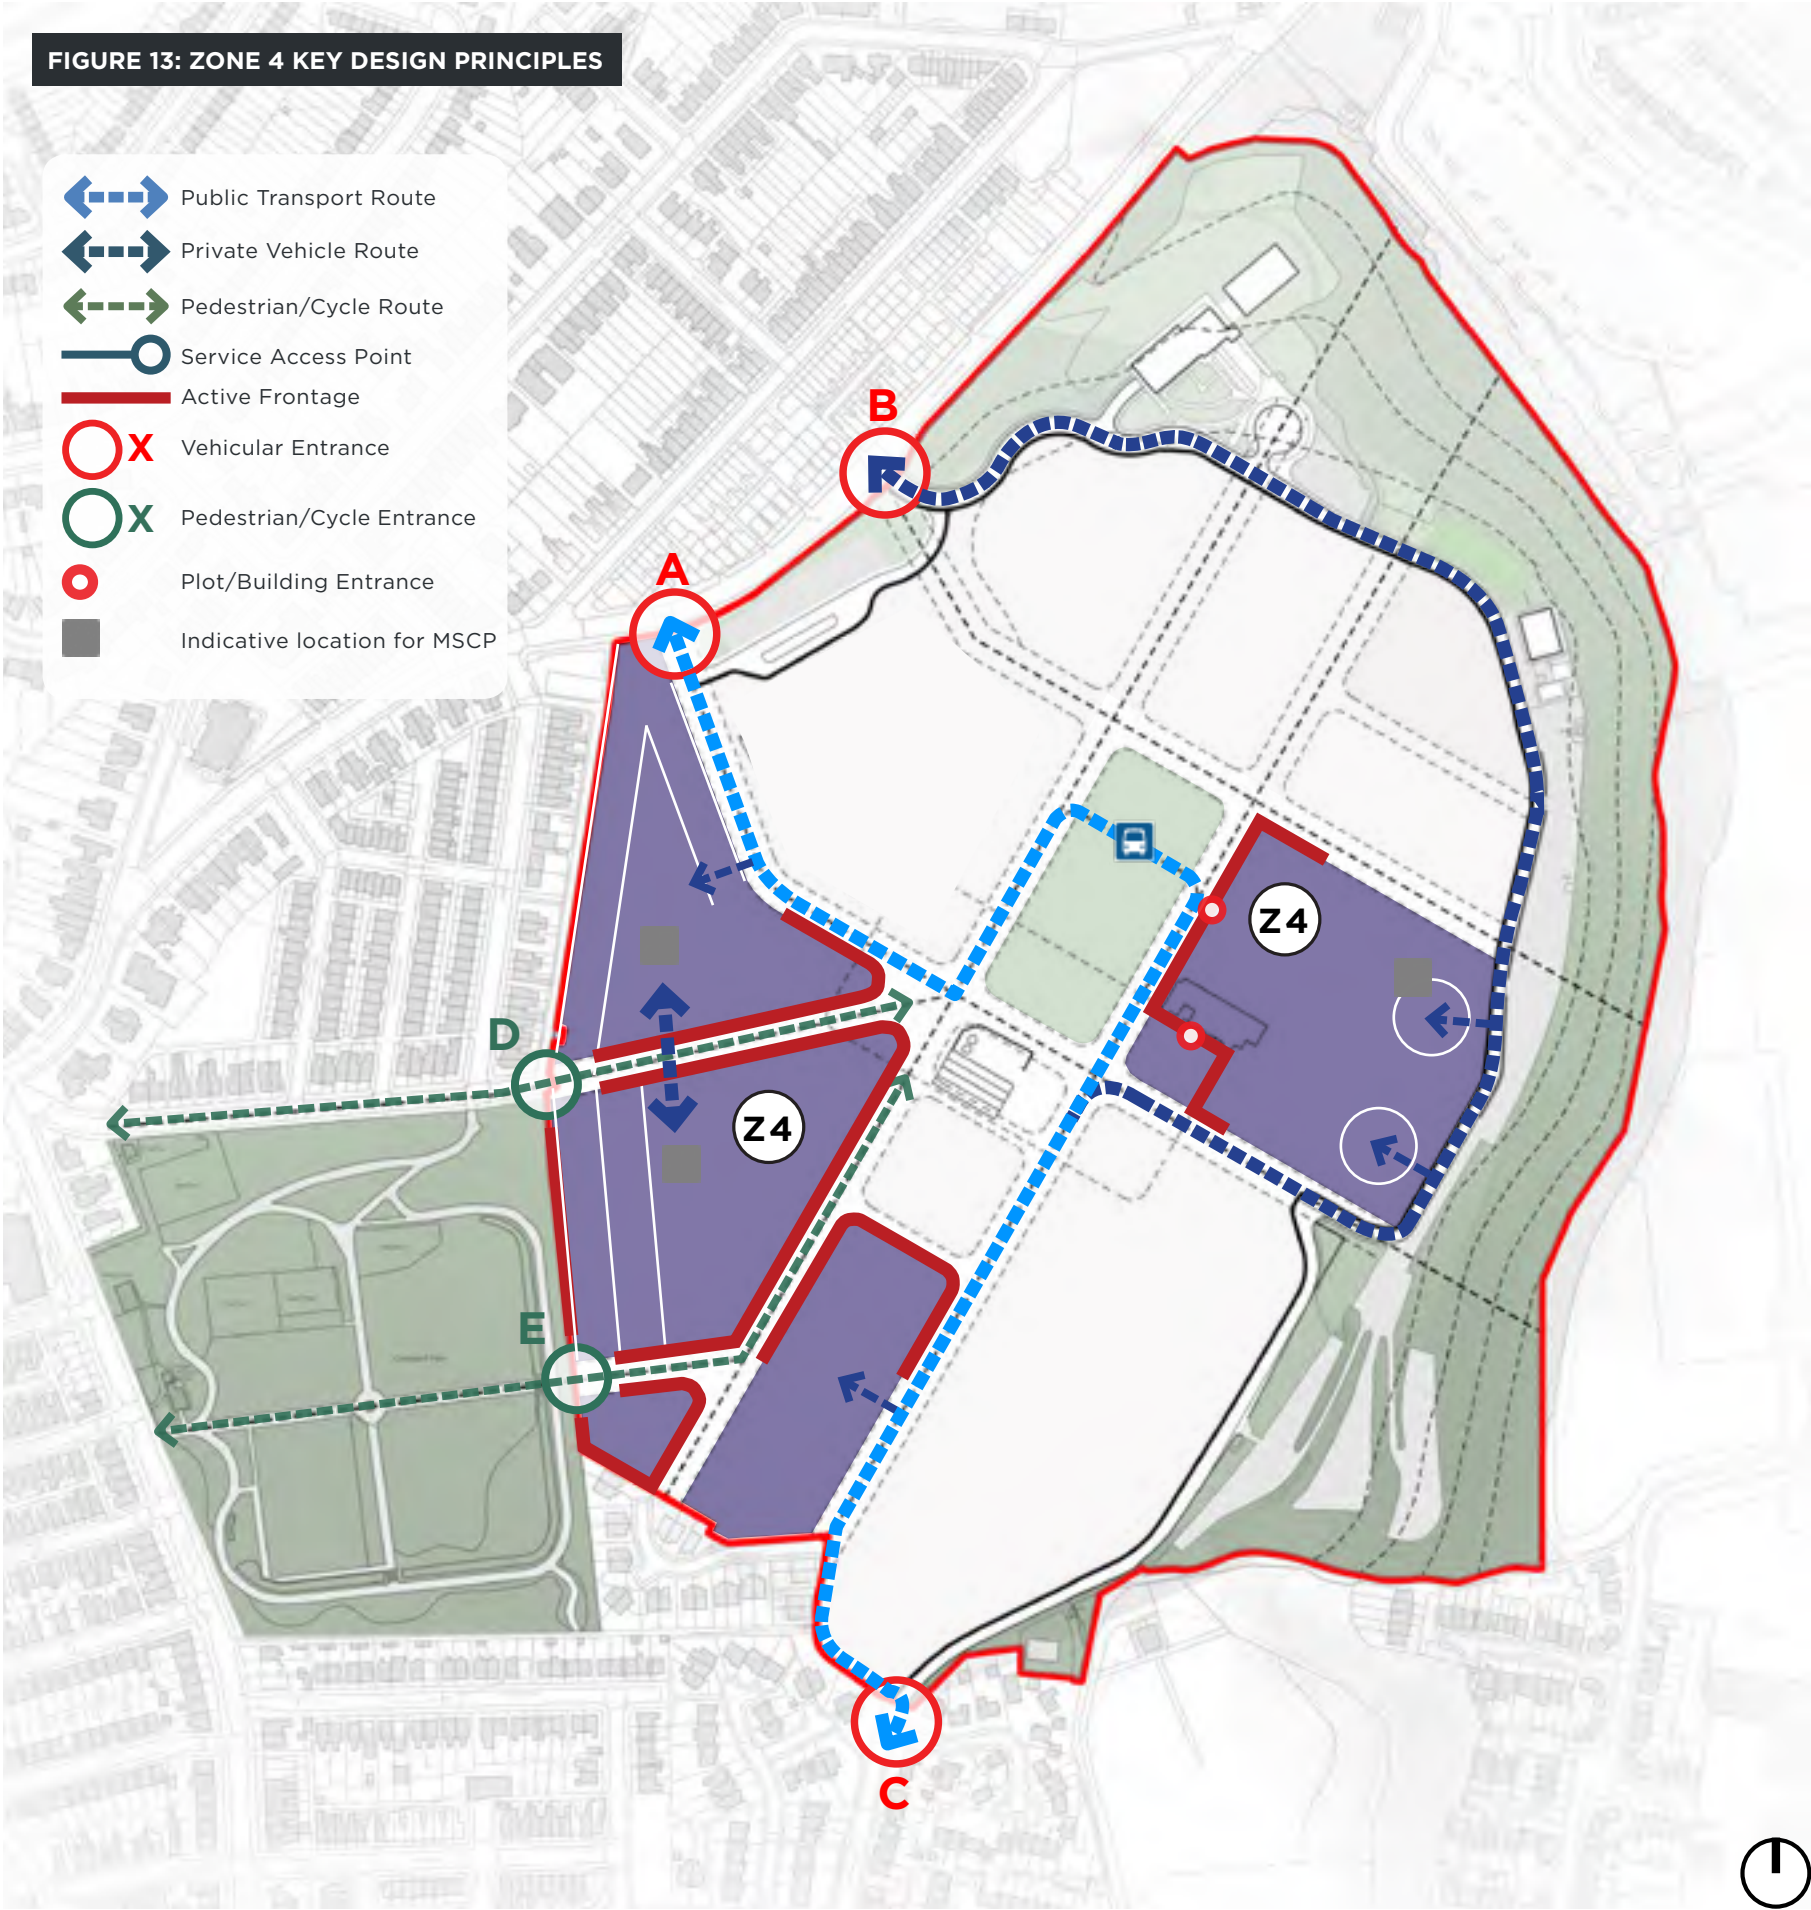 FIGURE 13: ZONE 4 KEY DESIGN PRINCIPLES
Public Transport Route
Private Vehicle Route
Pedestrian/Cycle Route
Service Access Point
Active Frontage
X Vehicular Entrance
X Pedestrian/Cycle Entrance
Plot/Building Entrance
Indicative location for MSCP
B
A
Z4
D
Z4
E
C